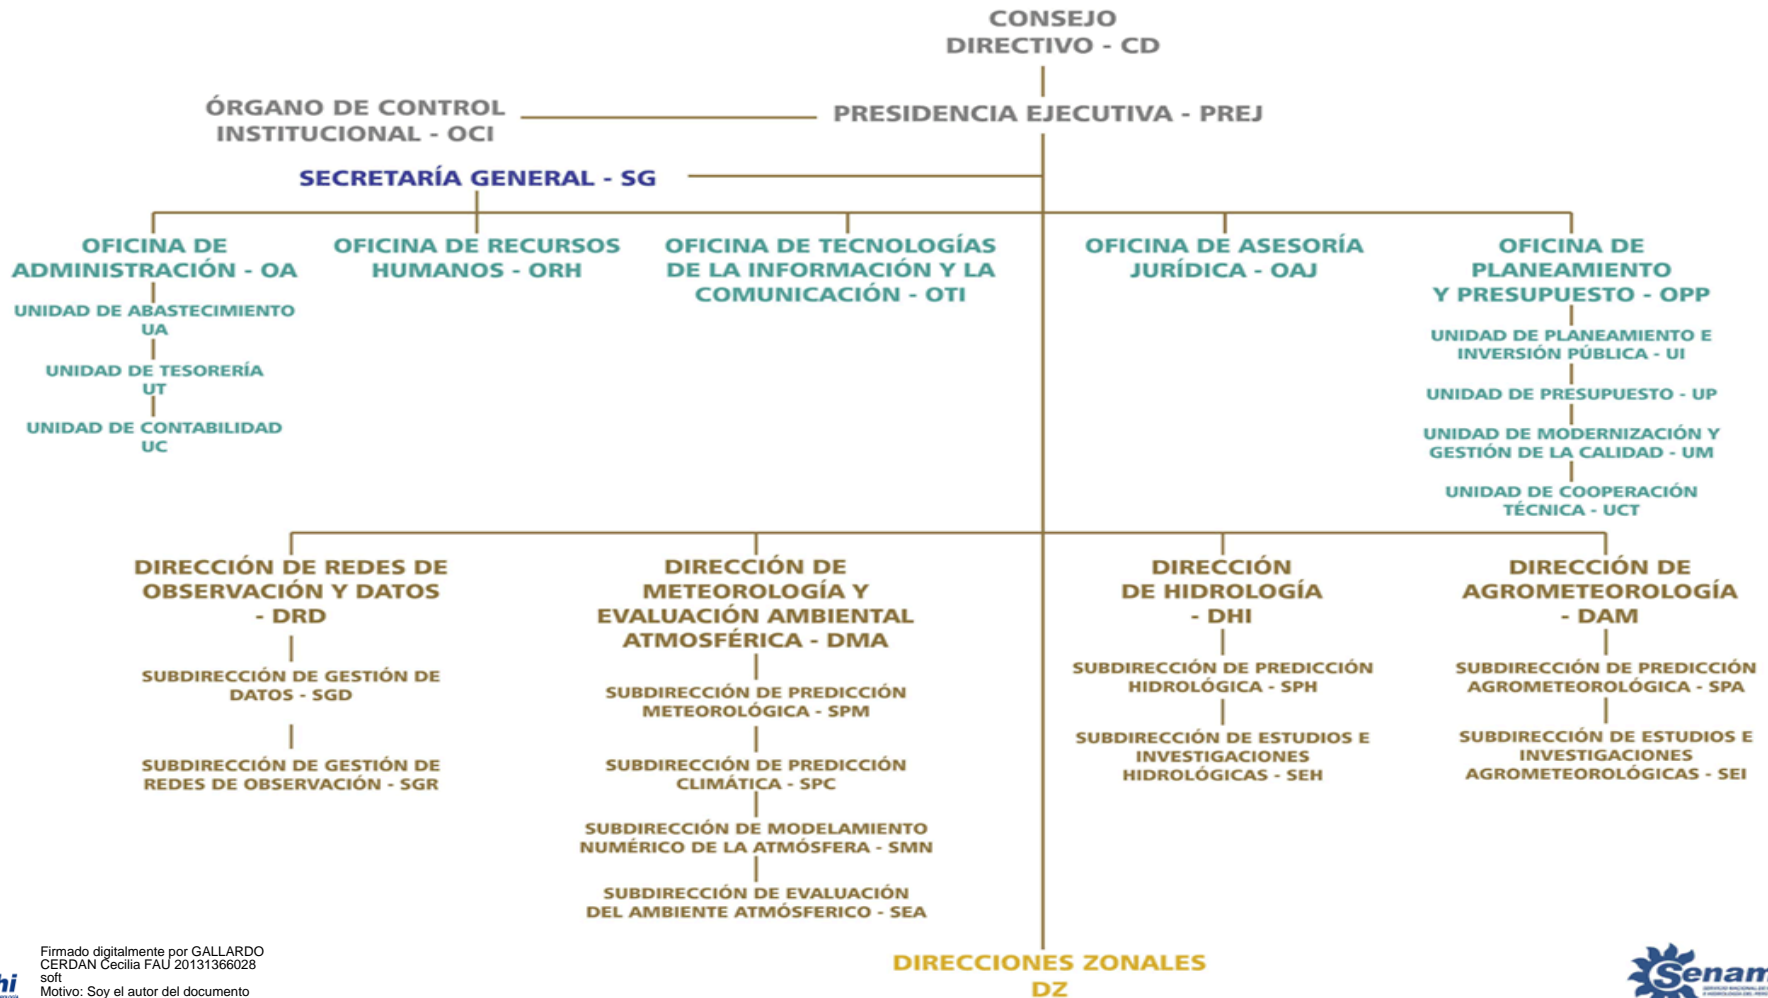 CONSEJO
DIRECTIVO - CD
ÓRGANO DE CONTROL
INSTITUCIONAL - OCI
PRESIDENCIA EJECUTIVA - PREJ
SECRETARÍA GENERAL - SG
OFICINA DE
ADMINISTRACIÓN - OA
UNIDAD DE ABASTECIMIENTO
UA
UNIDAD DE TESORERÍA
UT
UNIDAD DE CONTABILIDAD
UC
OFICINA DE RECURSOS
HUMANOS - ORH
OFICINA DE TECNOLOGÍAS
DE LA INFORMACIÓN Y LA
COMUNICACIÓN - OTI
OFICINA DE ASESORÍA
JURÍDICA - OAJ
OFICINA DE
PLANEAMIENTO
Y PRESUPUESTO - OPP
UNIDAD DE PLANEAMIENTO E
INVERSIÓN PÚBLICA - UI
UNIDAD DE PRESUPUESTO - UP
UNIDAD DE MODERNIZACIÓN Y
GESTIÓN DE LA CALIDAD - UM
UNIDAD DE COOPERACIÓN
TÉCNICA - UCT
DIRECCIÓN DE REDES DE
OBSERVACIÓN Y DATOS
- DRD
SUBDIRECCIÓN DE GESTIÓN DE
DATOS - SGD
SUBDIRECCIÓN DE GESTIÓN DE
REDES DE OBSERVACIÓN - SGR
DIRECCIÓN DE
METEOROLOGÍA Y
EVALUACIÓN AMBIENTAL
ATMOSFÉRICA - DMA
SUBDIRECCIÓN DE PREDICCIÓN
METEOROLÓGICA - SPM
SUBDIRECCIÓN DE PREDICCIÓN
CLIMÁTICA - SPC
SUBDIRECCIÓN DE MODELAMIENTO
NUMÉRICO DE LA ATMÓSFERA - SMN
SUBDIRECCIÓN DE EVALUACIÓN
DEL AMBIENTE ATMÓSFERICO - SEA
DIRECCIÓN
DE HIDROLOGÍA
- DHI
SUBDIRECCIÓN DE PREDICCIÓN
HIDROLÓGICA - SPH
SUBDIRECCIÓN DE ESTUDIOS E
INVESTIGACIONES
HIDROLÓGICAS - SEH
DIRECCIÓN DE
AGROMETEOROLOGÍA
- DAM
SUBDIRECCIÓN DE PREDICCIÓN
AGROMETEOROLÓGICA - SPA
SUBDIRECCIÓN DE ESTUDIOS E
INVESTIGACIONES
AGROMETEOROLÓGICAS - SEI
DIRECCIONES ZONALES
DZ
hi
Firmado digitalmente por GALLARDO
CERDAN Cecilia FAU 20131366028
soft
Motivo: Soy el autor del documento
Senam